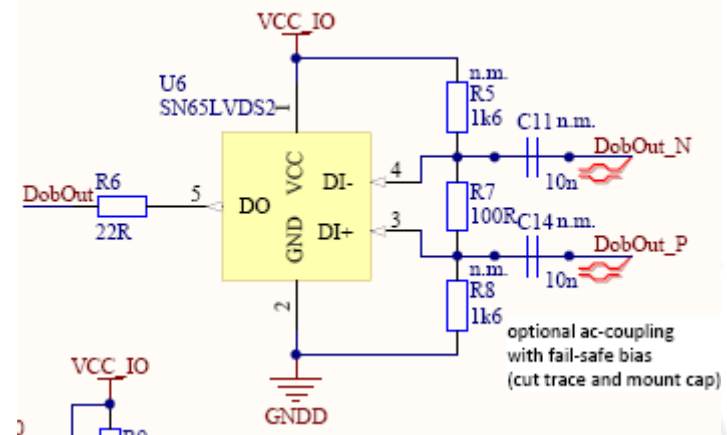 VCC_IO
U6
SN65LVDS2
n.m.
R5
1k6
C11 n.m.
DobOut_N
10n
1
VCC
DI-
4
R6
DobOut
22R
5
DO
GND
DI+
3
R7
100R
C14 n.m.
DobOut_P
10n
2
n.m.
R8
1k6
optional ac-coupling
with fail-safe bias
(cut trace and mount cap)
GNDD
VCC_IO